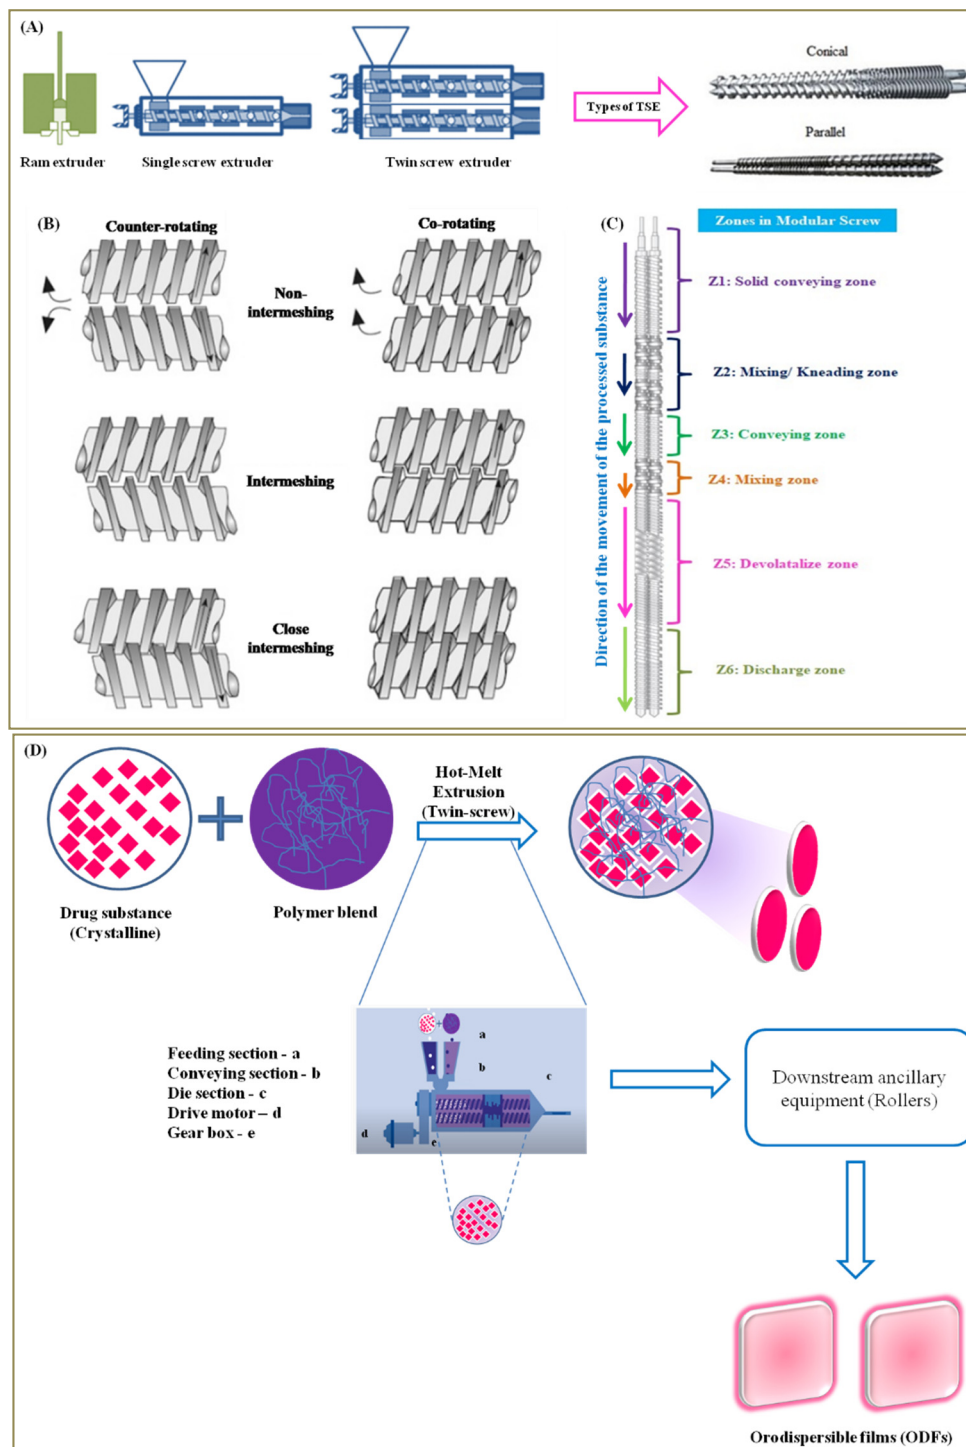 (A)
Ram extruder
Single screw extruder
Twin screw extruder
Types of TSE
Conical
Parallel
(B)
Counter-rotating
Co-rotating
Non-
intermeshing
Intermeshing
Close
intermeshing
(C)
Zones in Modular Screw
Direction of the movement of the processed substance
Z1: Solid conveying zone
Z2: Mixing/ Kneading zone
Z3: Conveying zone
Z4: Mixing zone
Z5: Devolatalize zone
Z6: Discharge zone
(D)
Drug substance
(Crystalline)
Polymer blend
Hot-Melt
Extrusion
(Twin-screw)
Feeding section - a
Conveying section - b
Die section - c
Drive motor – d
Gear box - e
a
b
c
d
e
Downstream ancillary
equipment (Rollers)
Orodispersible films (ODFs)